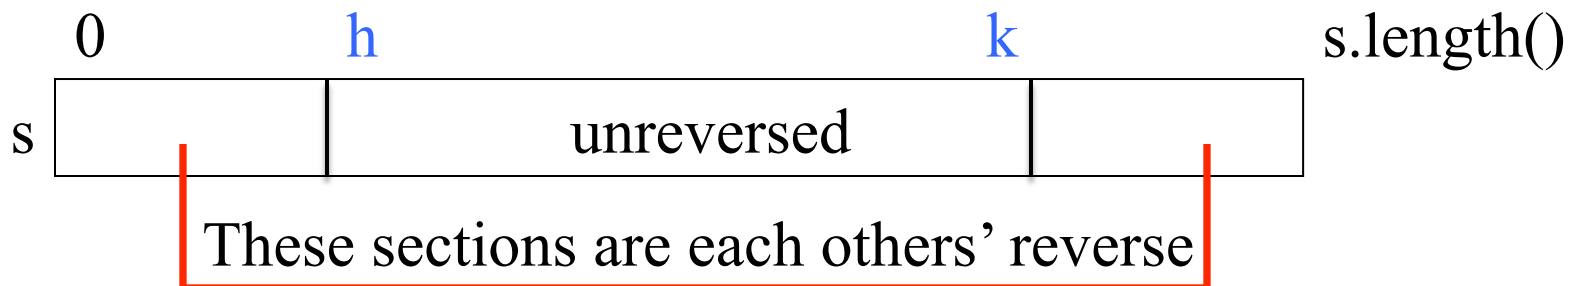 0 h k s.length()
s unreversed
These sections are each others’ reverse